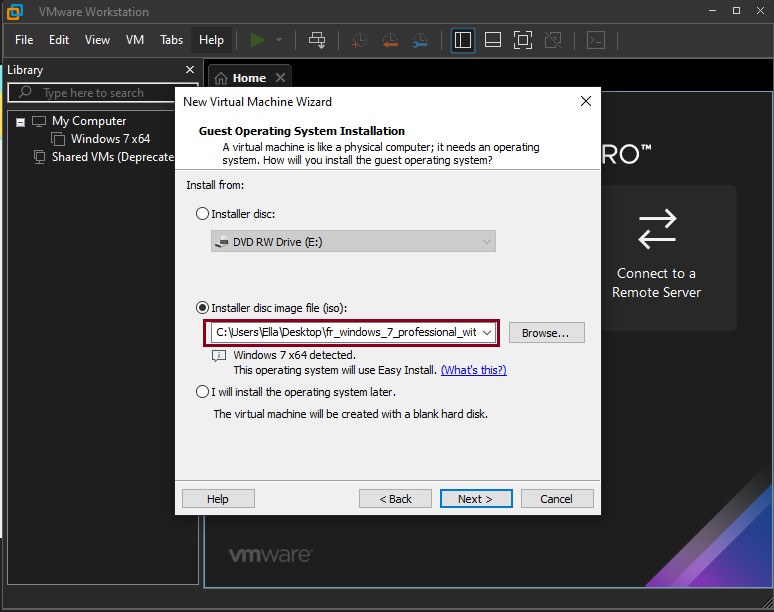 VMware Workstation
File Edit View VM Tabs Help
Library
Home
Type here to search
My Computer
Windows 7 x64
Shared VMs (Deprecate
RO™
Connect to a
Remote Server
New Virtual Machine Wizard
Guest Operating System Installation
A virtual machine is like a physical computer; it needs an operating
system. How will you install the guest operating system?
Install from:
Installer disc:
DVD RW Drive (E:)
Installer disc image file (iso):
C:\Users\Ella\Desktop\fr_windows_7_professional_wit
Browse...
Windows 7 x64 detected.
This operating system will use Easy Install. (What's this?)
I will install the operating system later.
The virtual machine will be created with a blank hard disk.
Help
< Back
Next >
Cancel
vmware